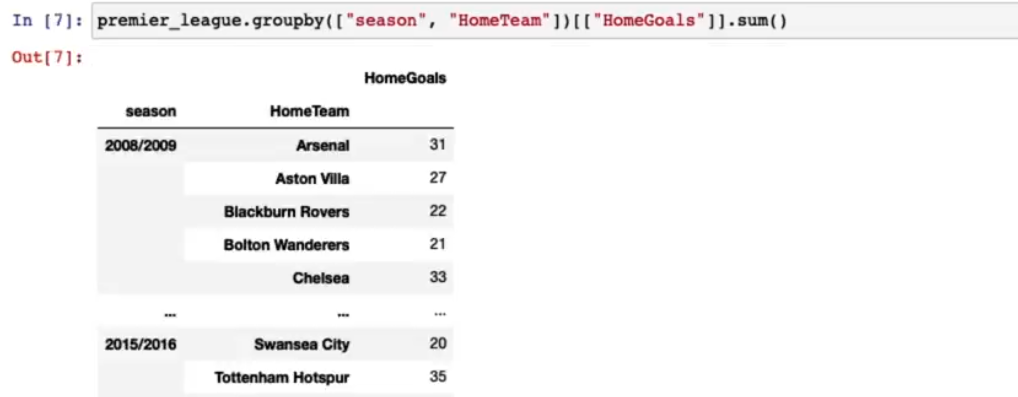 In [7]: premier_league.groupby(["season", "HomeTeam"])[["HomeGoals"]].sum()
Out[7]:
HomeGoals
season HomeTeam
2008/2009 Arsenal 31
Aston Villa 27
Blackburn Rovers 22
Bolton Wanderers 21
Chelsea 33
... ... ...
2015/2016 Swansea City 20
Tottenham Hotspur 35